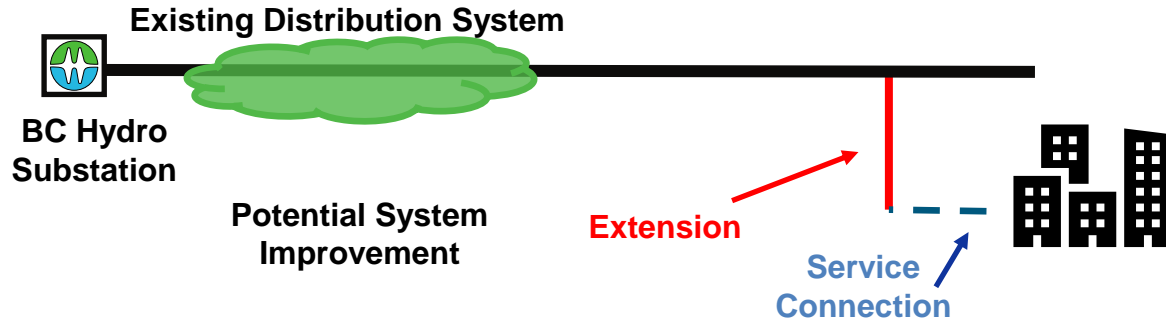 Existing Distribution System
BC Hydro
Substation
Potential System
Improvement
Extension
Service
Connection